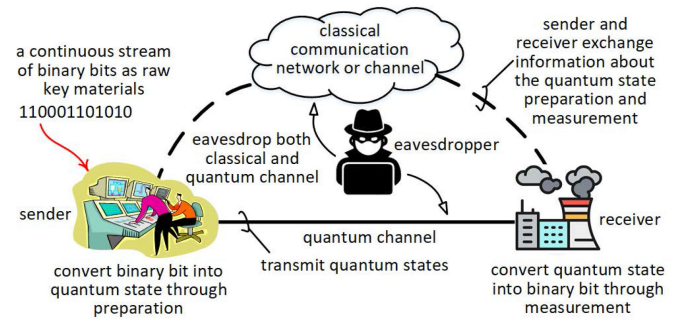 a continuous stream
of binary bits as raw
key materials
110001101010
classical
communication
network or channel
sender and
receiver exchange
information about
the quantum state
preparation and
measurement
eavesdrop both
classical and
quantum channel
eavesdropper
sender
receiver
quantum channel
transmit quantum states
convert binary bit into
quantum state through
preparation
convert quantum state
into binary bit through
measurement